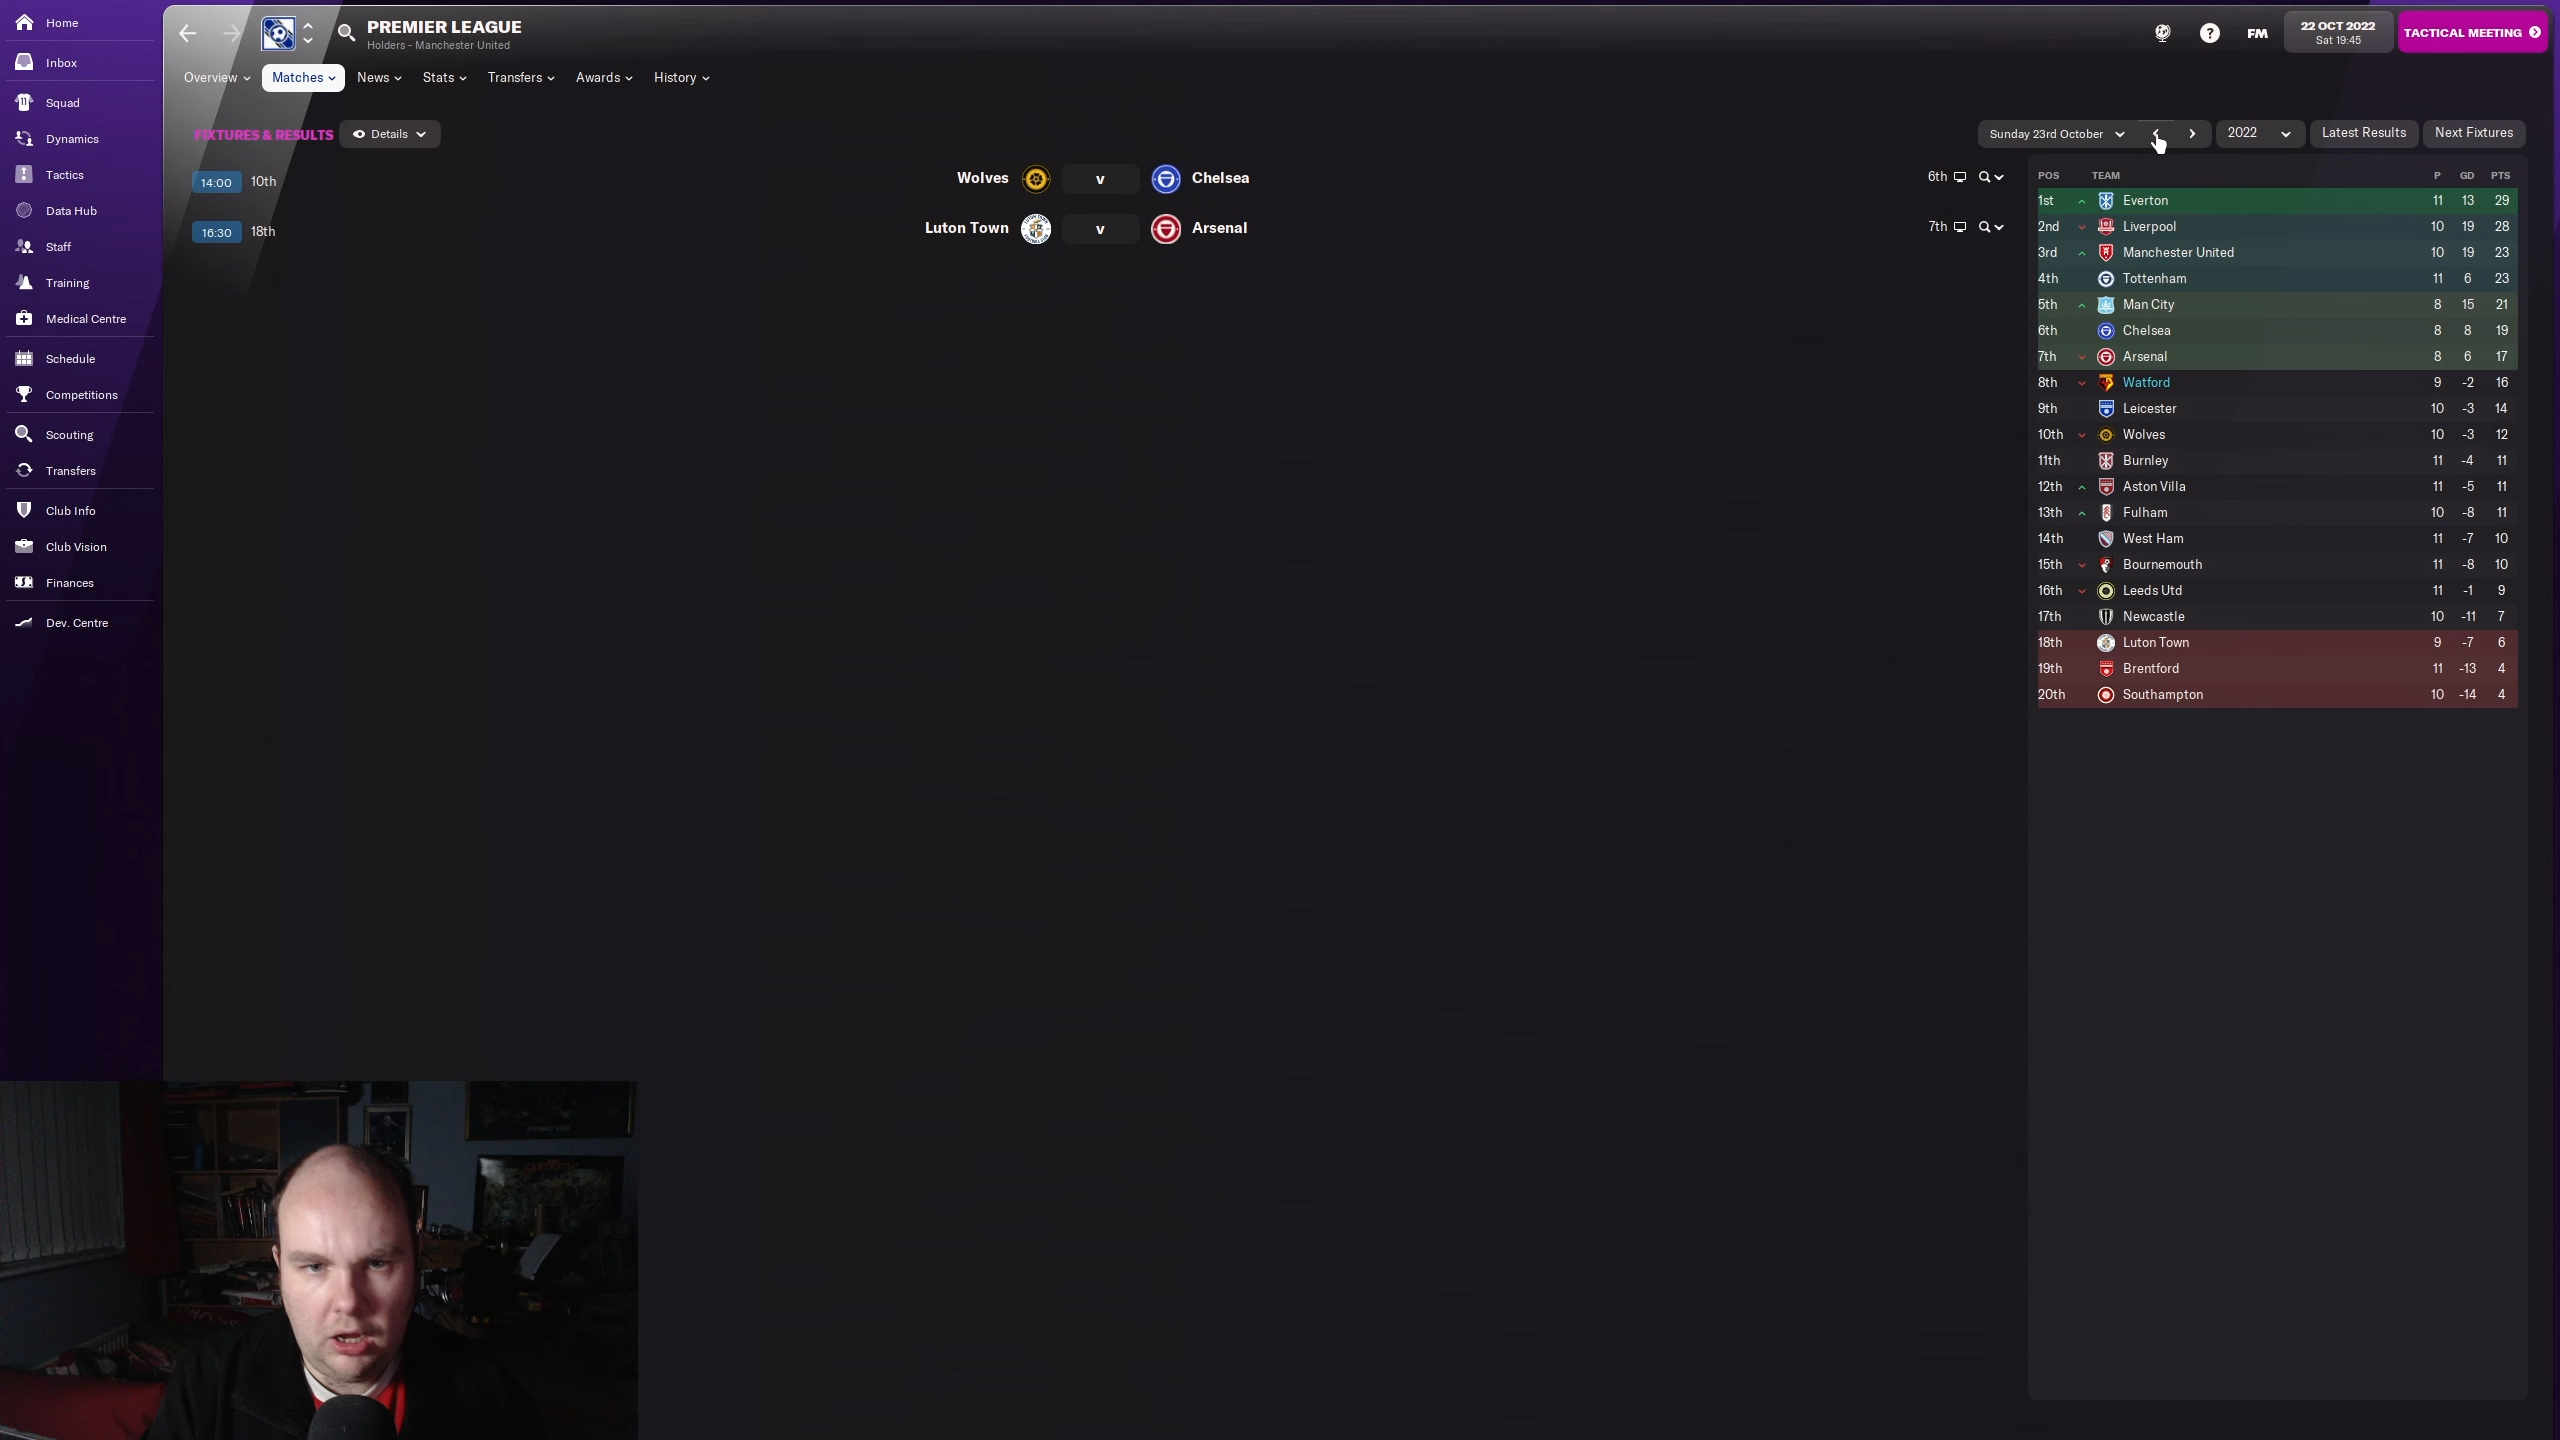 Home
Inbox
Squad
Dynamics
Tactics
Data Hub
Staff
Training
Medical Centre
Schedule
Competitions
Scouting
Transfers
Club Info
Club Vision
Finances
Dev. Centre
PREMIER LEAGUE
Holders - Manchester United
FM
22 OCT 2022
Sat 19:45
TACTICAL MEETING
Overview Matches News Stats Transfers Awards History
FIXTURES & RESULTS Details
Sunday 23rd October 2022 Latest Results Next Fixtures
14:00 10th Wolves v Chelsea 6th
16:30 18th Luton Town v Arsenal 7th
POS TEAM P GD PTS
1st Everton 11 13 29
2nd Liverpool 10 19 28
3rd Manchester United 10 19 23
4th Tottenham 11 6 23
5th Man City 8 15 21
6th Chelsea 8 8 19
7th Arsenal 8 6 17
8th Watford 9 -2 16
9th Leicester 10 -3 14
10th Wolves 10 -3 12
11th Burnley 11 -4 11
12th Aston Villa 11 -5 11
13th Fulham 10 -8 11
14th West Ham 11 -7 10
15th Bournemouth 11 -8 10
16th Leeds Utd 11 -1 9
17th Newcastle 10 -11 7
18th Luton Town 9 -7 6
19th Brentford 11 -13 4
20th Southampton 10 -14 4
FANTASTIC